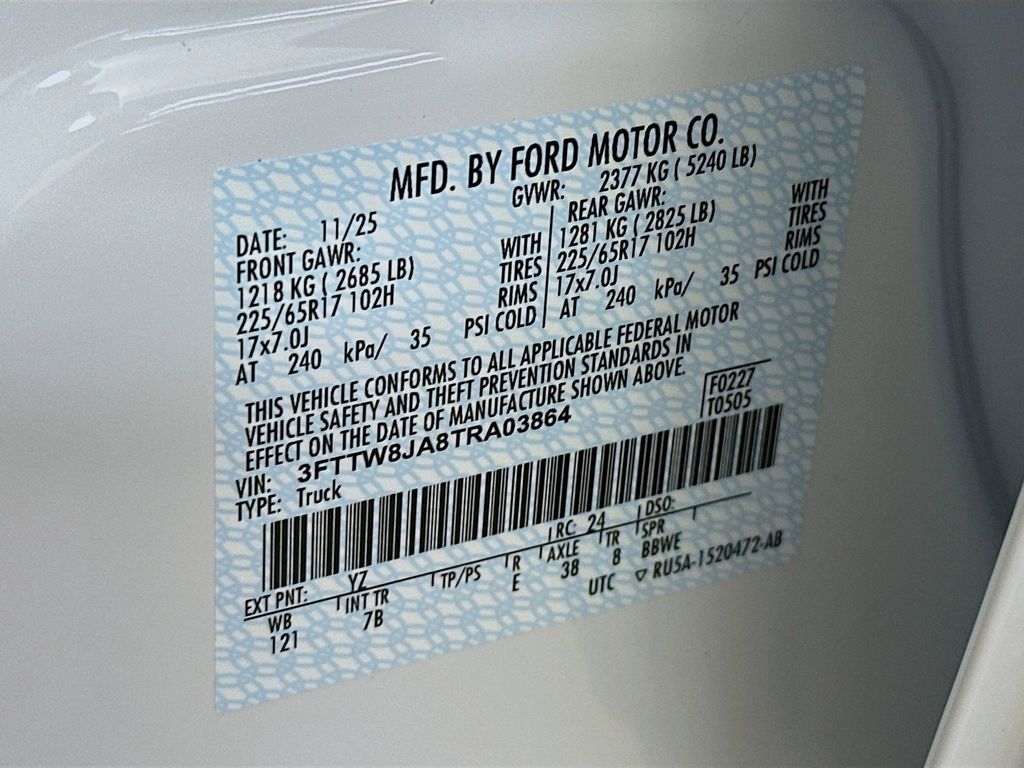 MFD. BY FORD MOTOR CO.
DATE: 11/25
GVWR: 2377 KG ( 5240 LB)
FRONT GAWR:
1218 KG ( 2685 LB) WITH
225/65R17 102H TIRES
17x7.0J RIMS
AT 240 kPa/ 35 PSI COLD
REAR GAWR:
1281 KG ( 2825 LB) WITH
225/65R17 102H TIRES
17x7.0J RIMS
AT 240 kPa/ 35 PSI COLD
THIS VEHICLE CONFORMS TO ALL APPLICABLE FEDERAL MOTOR
VEHICLE SAFETY AND THEFT PREVENTION STANDARDS IN
EFFECT ON THE DATE OF MANUFACTURE SHOWN ABOVE.
VIN: 3FTTW8JA8TRA03864
TYPE: Truck
F0227
T0505
EXT PNT: YZ RC: 24 DSO:
WB INT TR TP/PS R AXLE TR SPR
121 7B E 38 8 BBWE
UTC ▽ RU5A-1520472-AB